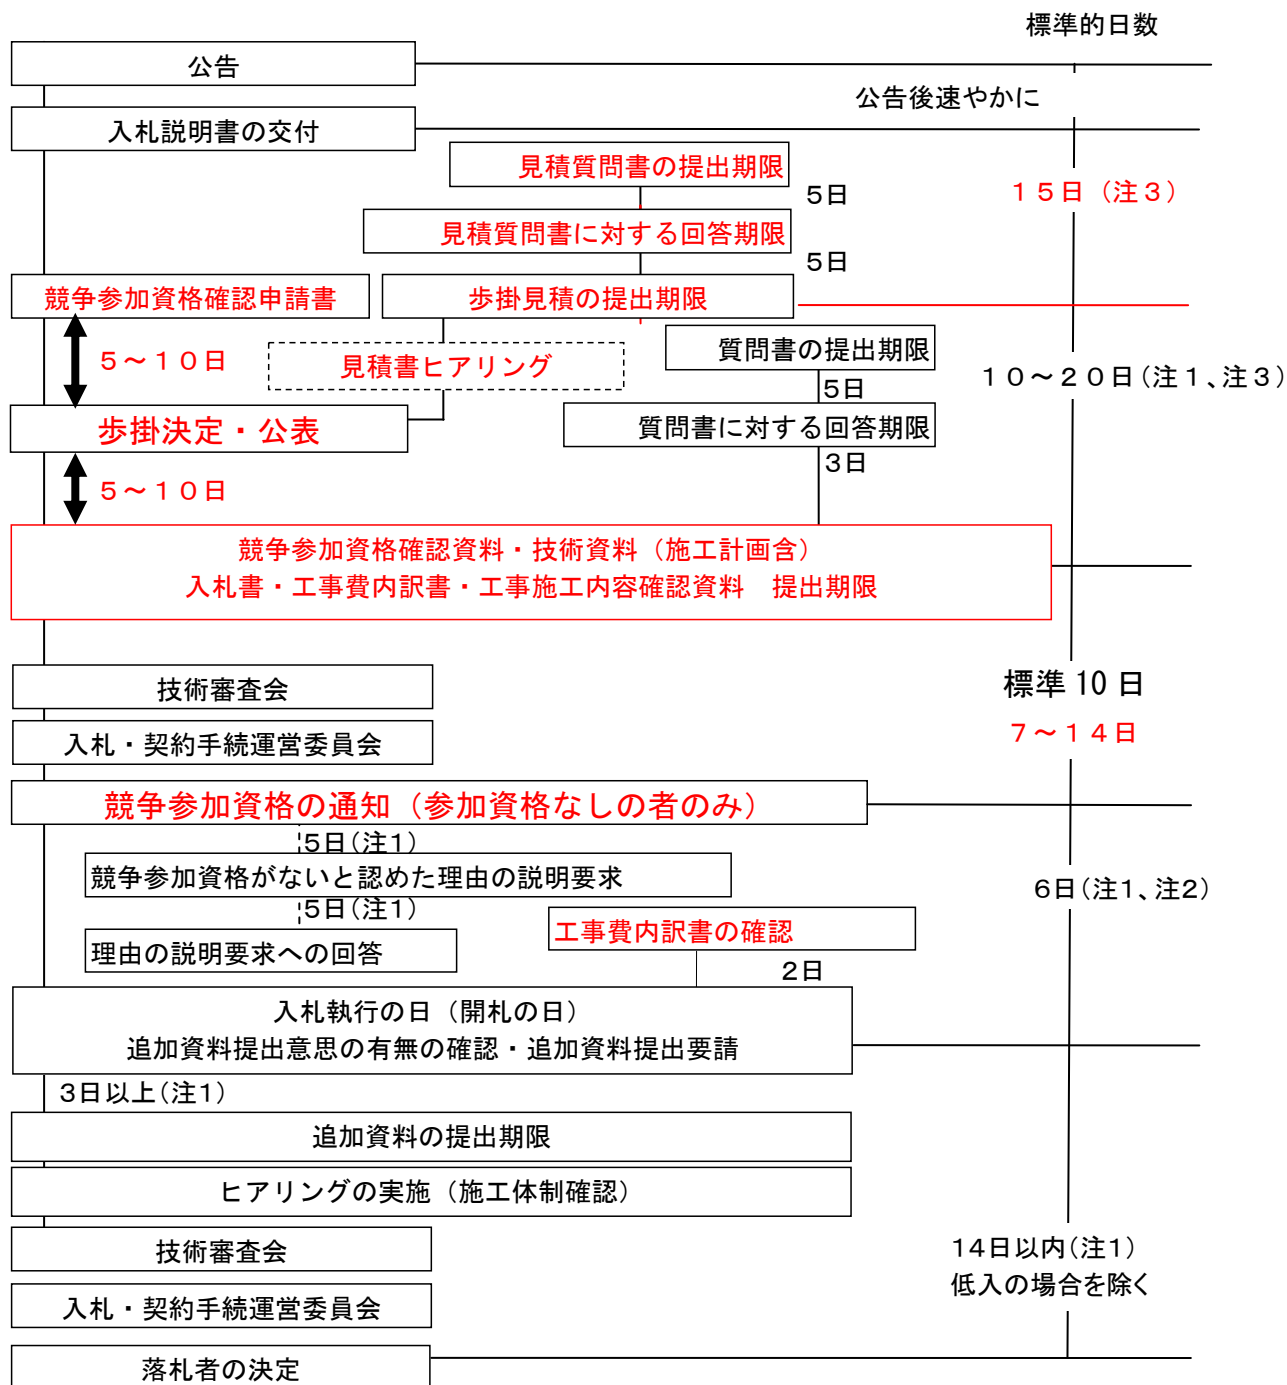 標準的日数
公告
公告後速やかに
入札説明書の交付
見積質問書の提出期限
5日
１５日（注３）
見積質問書に対する回答期限
5日
競争参加資格確認申請書
歩掛見積の提出期限
５～１０日
見積書ヒアリング
質問書の提出期限
１０～２０日（注１、注３）
5日
歩掛決定・公表
質問書に対する回答期限
3日
５～１０日
競争参加資格確認資料・技術資料（施工計画含）
入札書・工事費内訳書・工事施工内容確認資料　提出期限
技術審査会
標準 10 日
入札・契約手続運営委員会
７～１４日
競争参加資格の通知（参加資格なしの者のみ）
5日（注1）
競争参加資格がないと認めた理由の説明要求
6日（注1、注2）
5日（注1）
工事費内訳書の確認
理由の説明要求への回答
2日
入札執行の日（開札の日）
追加資料提出意思の有無の確認・追加資料提出要請
3日以上（注1）
追加資料の提出期限
ヒアリングの実施（施工体制確認）
技術審査会
14日以内（注1）
低入の場合を除く
入札・契約手続運営委員会
落札者の決定